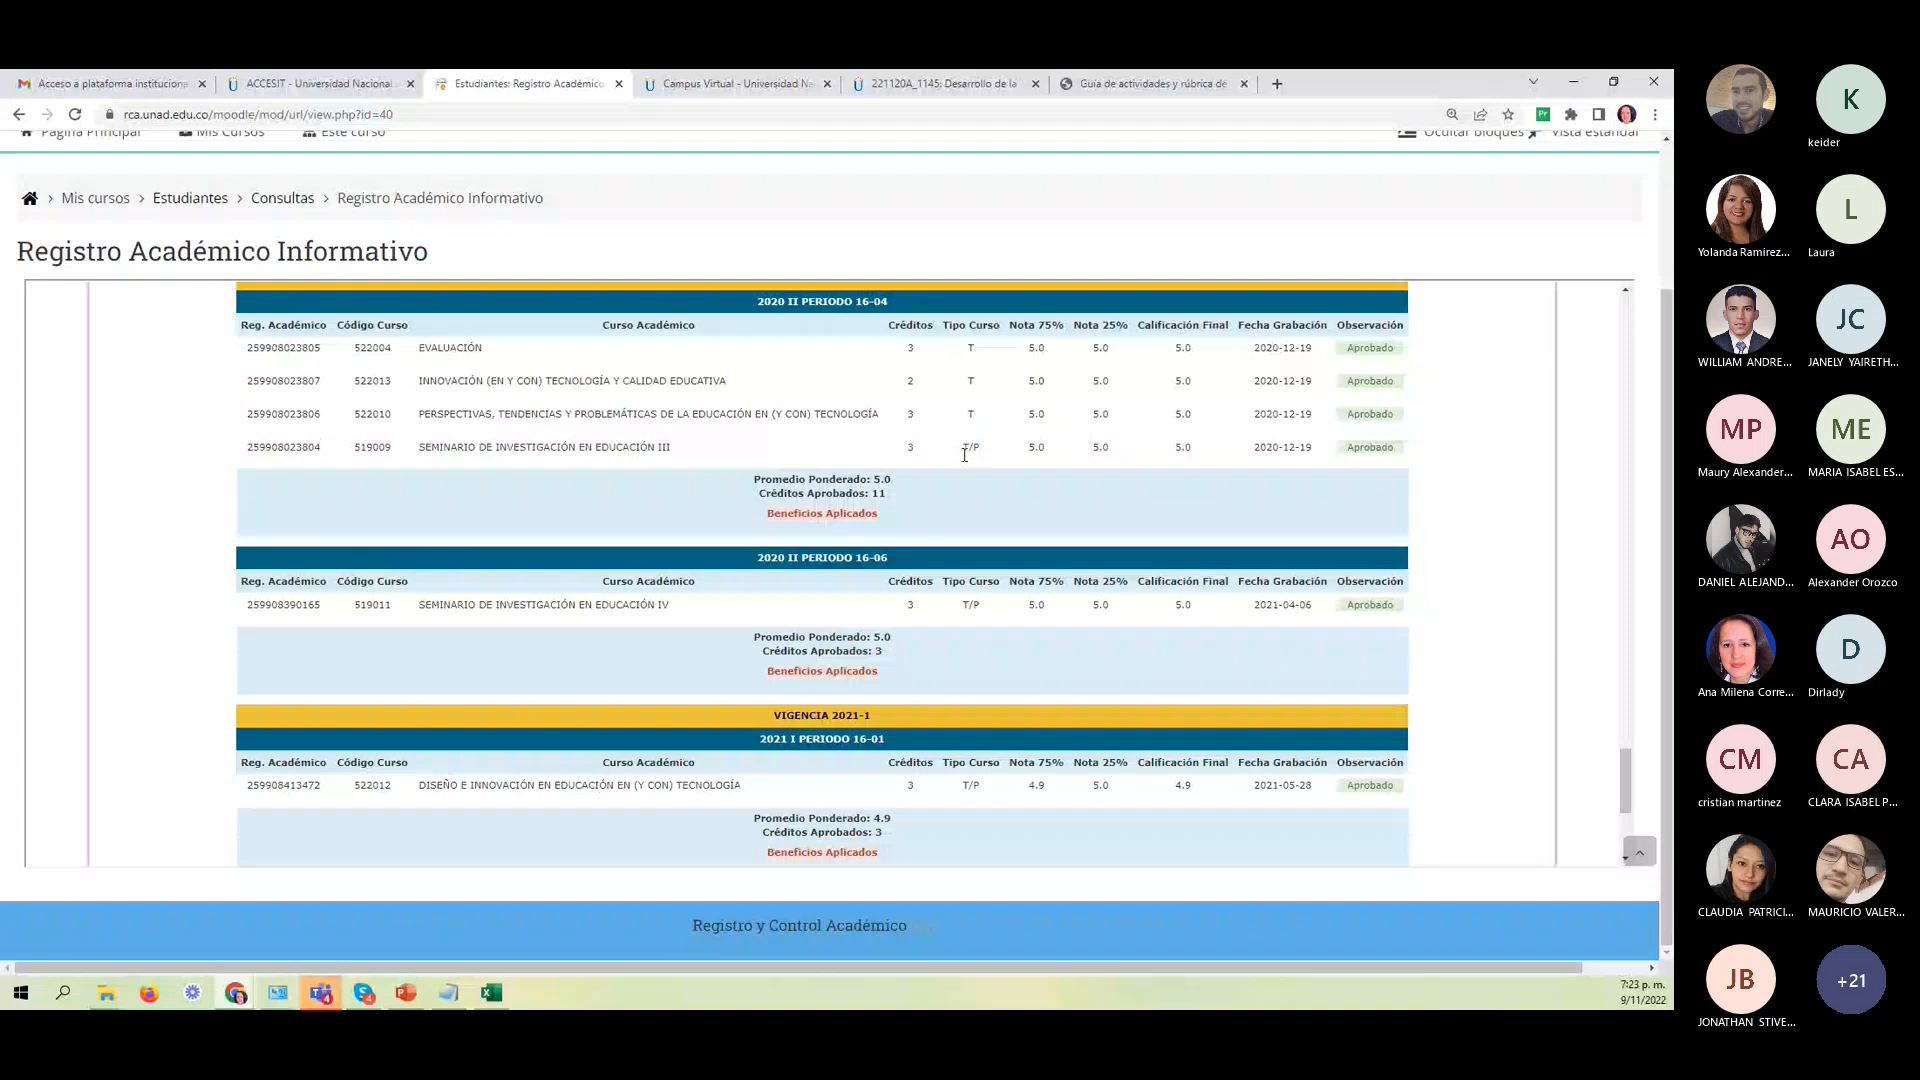 Acceso a plataforma instituciona
ACCESIT - Universidad Nacional
Estudiantes: Registro Académico
Campus Virtual - Universidad Na
221120A_1145: Desarrollo de la
Guía de actividades y rúbrica de
rca.unad.edu.co/moodle/mod/url/view.php?id=40
Página Principal Mis Cursos Este curso Ocultar bloques Vista estándar
Mis cursos > Estudiantes > Consultas > Registro Académico Informativo
Registro Académico Informativo
2020 II PERIODO 16-04
Reg. Académico Código Curso Curso Académico Créditos Tipo Curso Nota 75% Nota 25% Calificación Final Fecha Grabación Observación
259908023805 522004 EVALUACIÓN 3 T 5.0 5.0 5.0 2020-12-19 Aprobado
259908023807 522013 INNOVACIÓN (EN Y CON) TECNOLOGÍA Y CALIDAD EDUCATIVA 2 T 5.0 5.0 5.0 2020-12-19 Aprobado
259908023806 522010 PERSPECTIVAS, TENDENCIAS Y PROBLEMÁTICAS DE LA EDUCACIÓN EN (Y CON) TECNOLOGÍA 3 T 5.0 5.0 5.0 2020-12-19 Aprobado
259908023804 519009 SEMINARIO DE INVESTIGACIÓN EN EDUCACIÓN III 3 T/P 5.0 5.0 5.0 2020-12-19 Aprobado
Promedio Ponderado: 5.0
Créditos Aprobados: 11
Beneficios Aplicados
2020 II PERIODO 16-06
Reg. Académico Código Curso Curso Académico Créditos Tipo Curso Nota 75% Nota 25% Calificación Final Fecha Grabación Observación
259908390165 519011 SEMINARIO DE INVESTIGACIÓN EN EDUCACIÓN IV 3 T/P 5.0 5.0 5.0 2021-04-06 Aprobado
Promedio Ponderado: 5.0
Créditos Aprobados: 3
Beneficios Aplicados
VIGENCIA 2021-1
2021 I PERIODO 16-01
Reg. Académico Código Curso Curso Académico Créditos Tipo Curso Nota 75% Nota 25% Calificación Final Fecha Grabación Observación
259908413472 522012 DISEÑO E INNOVACIÓN EN EDUCACIÓN EN (Y CON) TECNOLOGÍA 3 T/P 4.9 5.0 4.9 2021-05-28 Aprobado
Promedio Ponderado: 4.9
Créditos Aprobados: 3
Beneficios Aplicados
Registro y Control Académico
7:23 p. m.
9/11/2022
K
keider
Yolanda Ramirez...
L
Laura
WILLIAM ANDRE...
JC
JANELY YAIRETH...
MP
Maury Alexander...
ME
MARIA ISABEL ES...
DANIEL ALEJAND...
AO
Alexander Orozco
Ana Milena Corre...
D
Dirlady
CM
cristian martinez
CA
CLARA ISABEL P...
CLAUDIA PATRICI...
MAURICIO VALER...
JB
JONATHAN STIVE...
+21